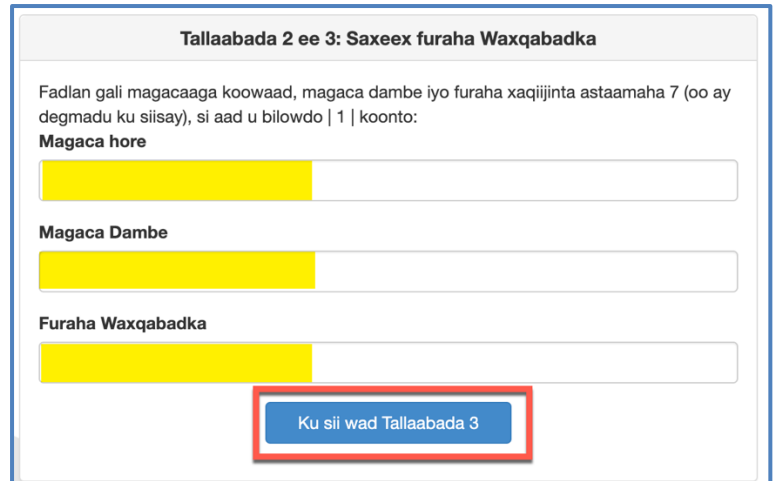 Tallaabada 2 ee 3: Saxeex furaha Waxqabadka
Fadlan gali magacaaga koowaad, magaca dambe iyo furaha xaqiijinta astaamaha 7 (oo ay
degmadu ku siisay), si aad u bilowdo | 1 | koonto:
Magaca hore
Magaca Dambe
Furaha Waxqabadka
Ku sii wad Tallaabada 3